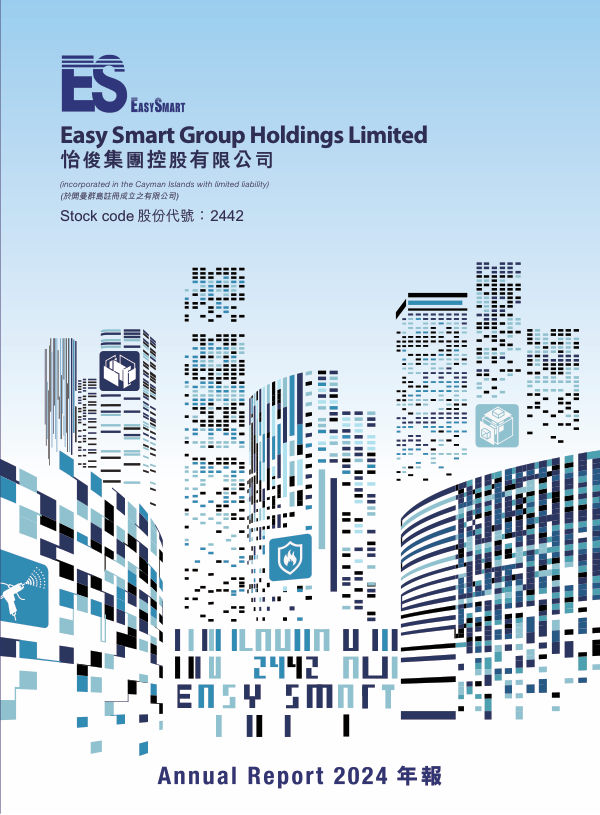 ES EASYSMART
Easy Smart Group Holdings Limited
怡俊集團控股有限公司
(incorporated in the Cayman Islands with limited liability)
(於開曼群島註冊成立之有限公司)
Stock code 股份代號：2442
2442
EASY SMART
Annual Report 2024 年報